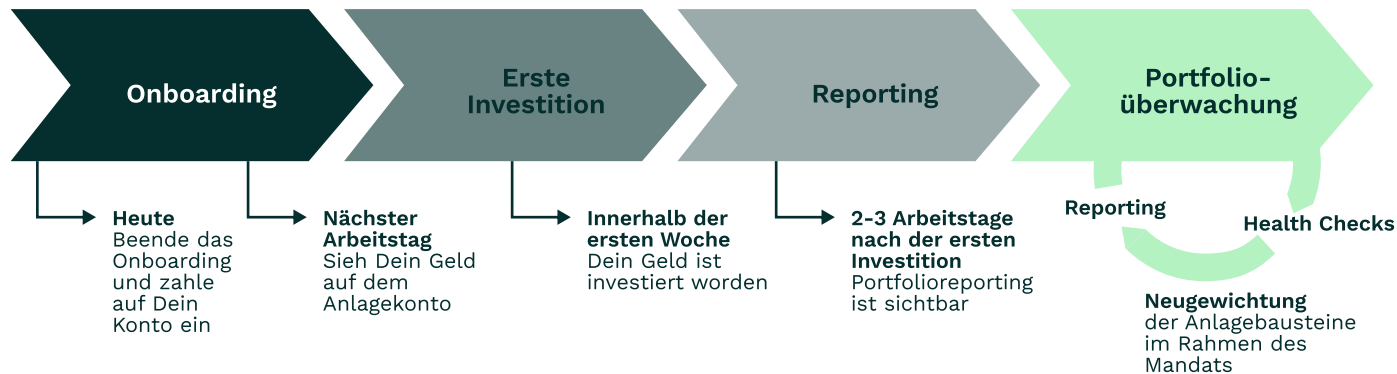 Onboarding
Erste
Investition
Reporting
Portfolio-
überwachung
Heute
Beende das
Onboarding
und zahle
auf Dein
Konto ein
Nächster
Arbeitstag
Sieh Dein Geld
auf dem
Anlagekonto
Innerhalb der
ersten Woche
Dein Geld ist
investiert worden
2-3 Arbeitstage
nach der ersten
Investition
Portfolioreporting
ist sichtbar
Reporting
Health Checks
Neugewichtung
der Anlagebausteine
im Rahmen des
Mandats